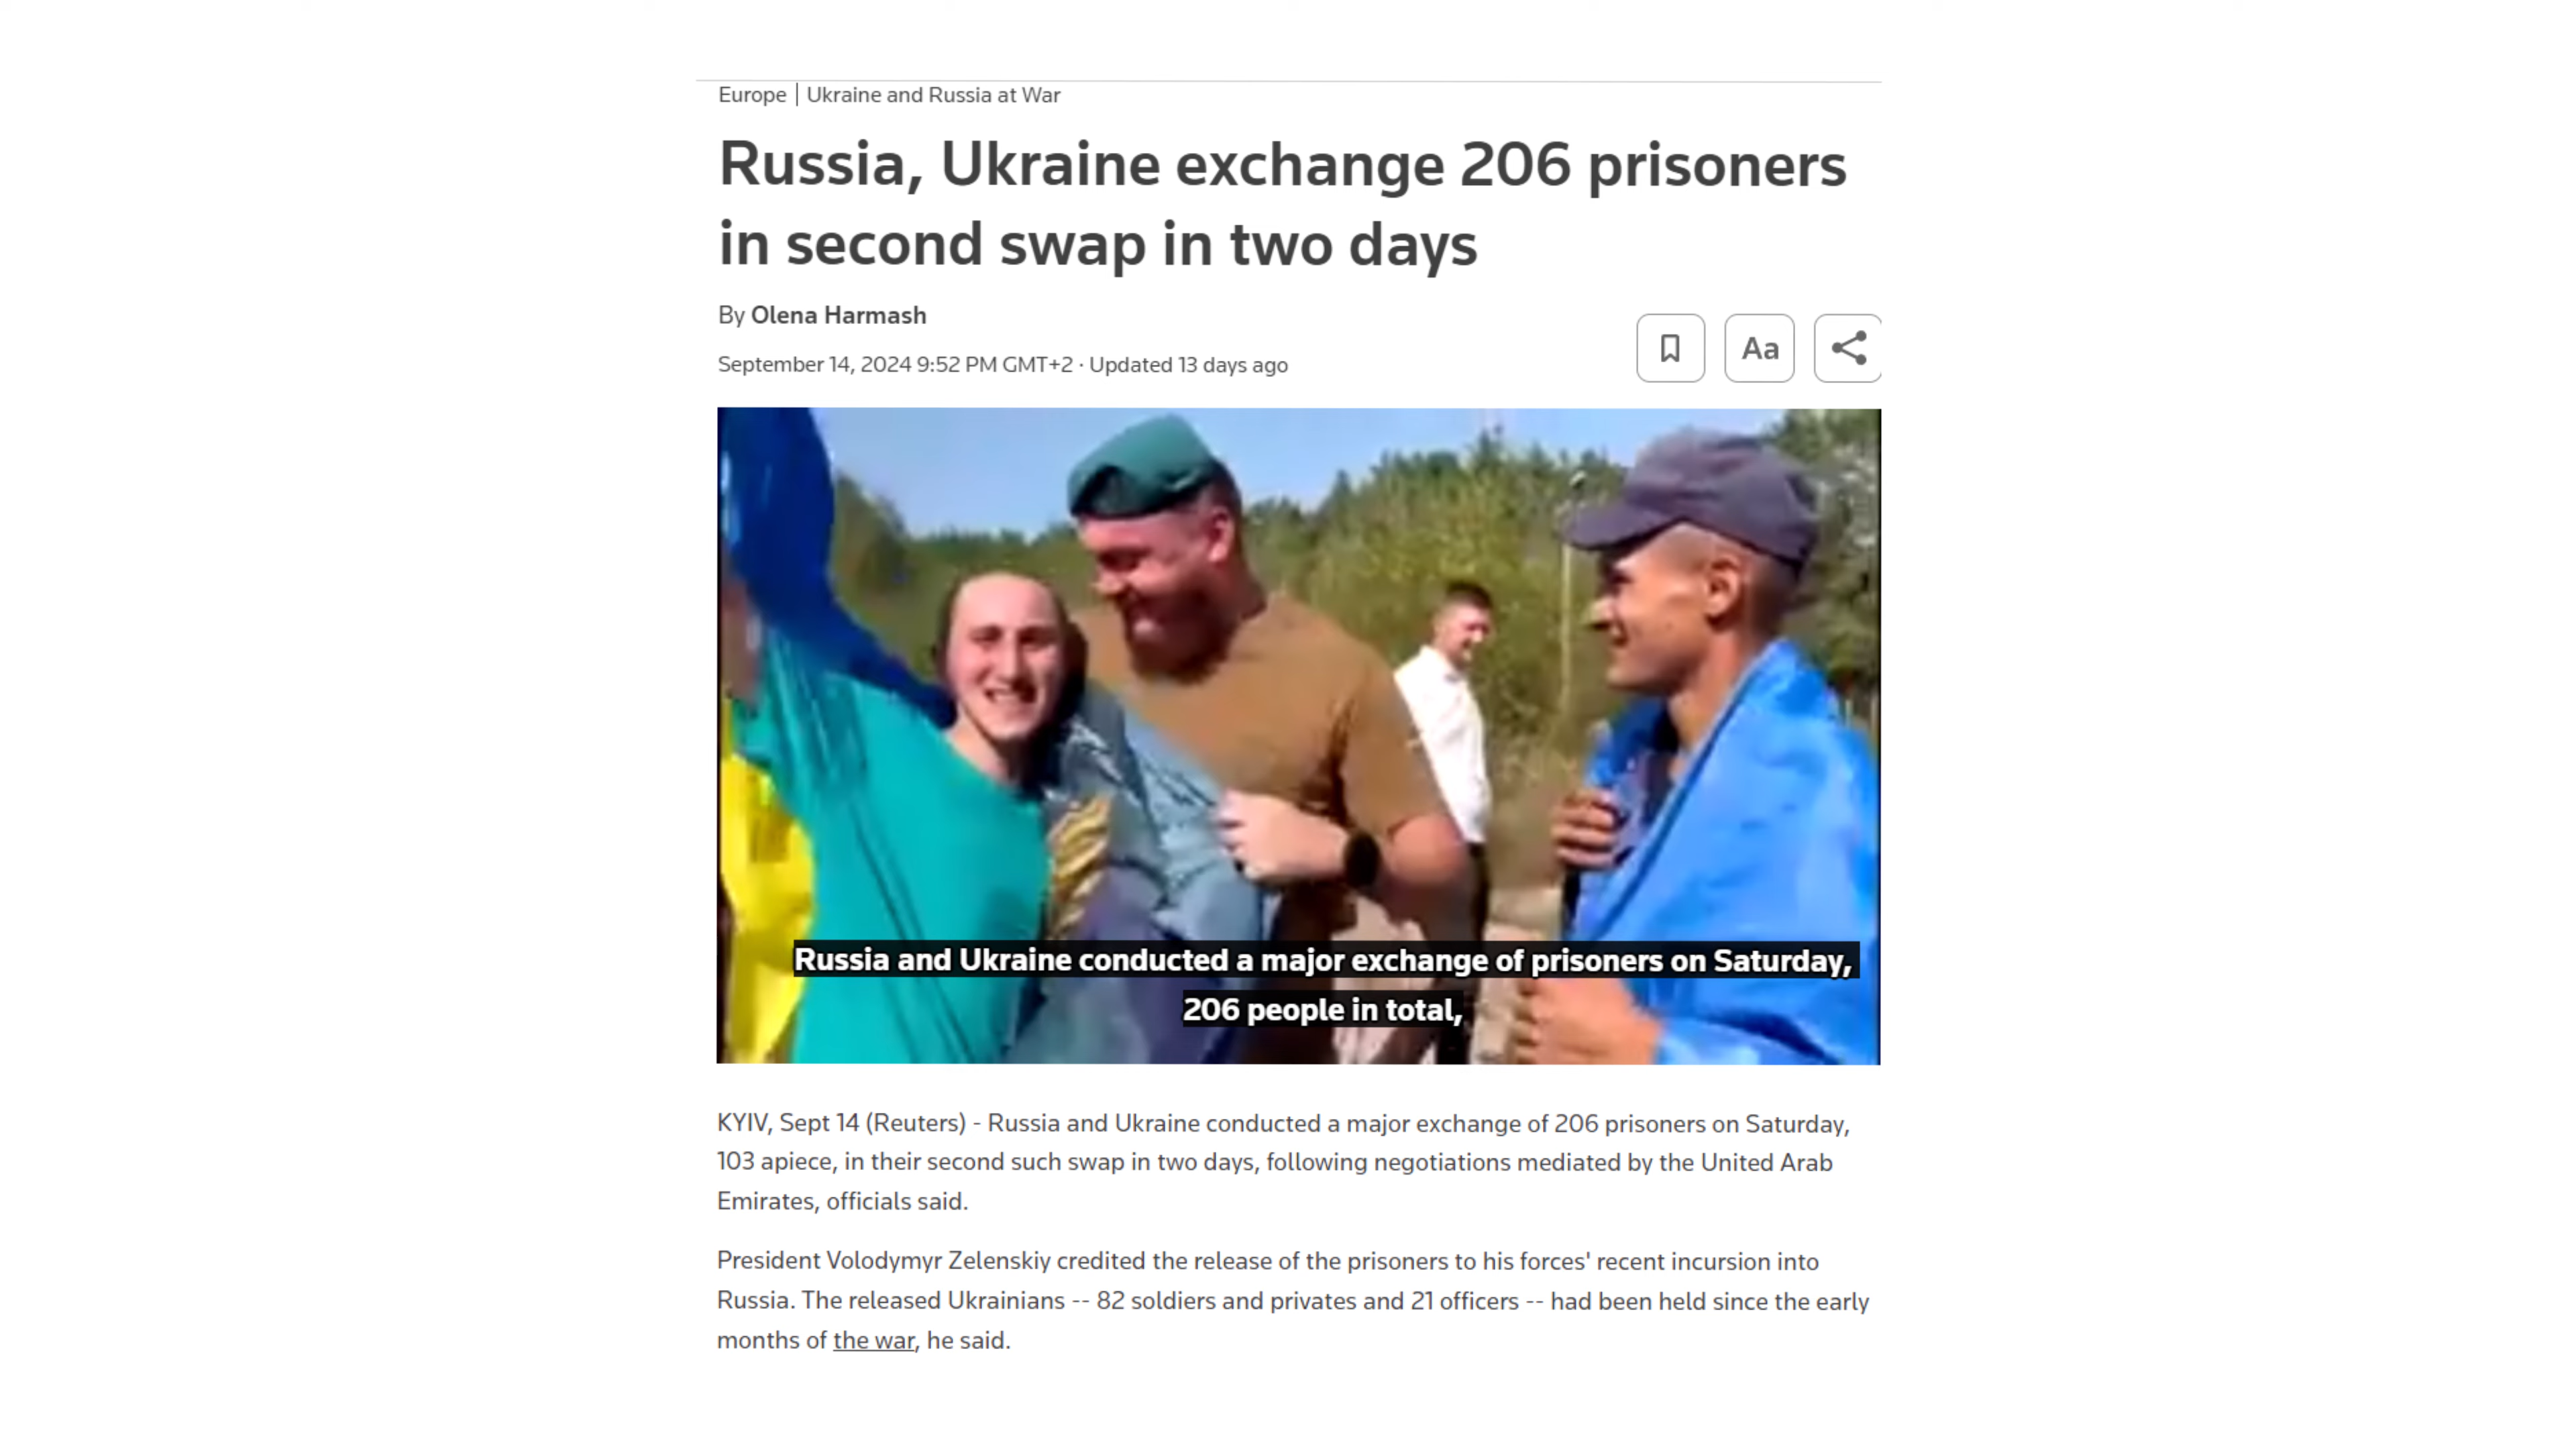 Europe | Ukraine and Russia at War
Russia, Ukraine exchange 206 prisoners
in second swap in two days
By Olena Harmash
September 14, 2024 9:52 PM GMT+2 · Updated 13 days ago
Aa
Russia and Ukraine conducted a major exchange of prisoners on Saturday,
206 people in total,
KYIV, Sept 14 (Reuters) - Russia and Ukraine conducted a major exchange of 206 prisoners on Saturday,
103 apiece, in their second such swap in two days, following negotiations mediated by the United Arab
Emirates, officials said.
President Volodymyr Zelenskiy credited the release of the prisoners to his forces' recent incursion into
Russia. The released Ukrainians -- 82 soldiers and privates and 21 officers -- had been held since the early
months of the war, he said.